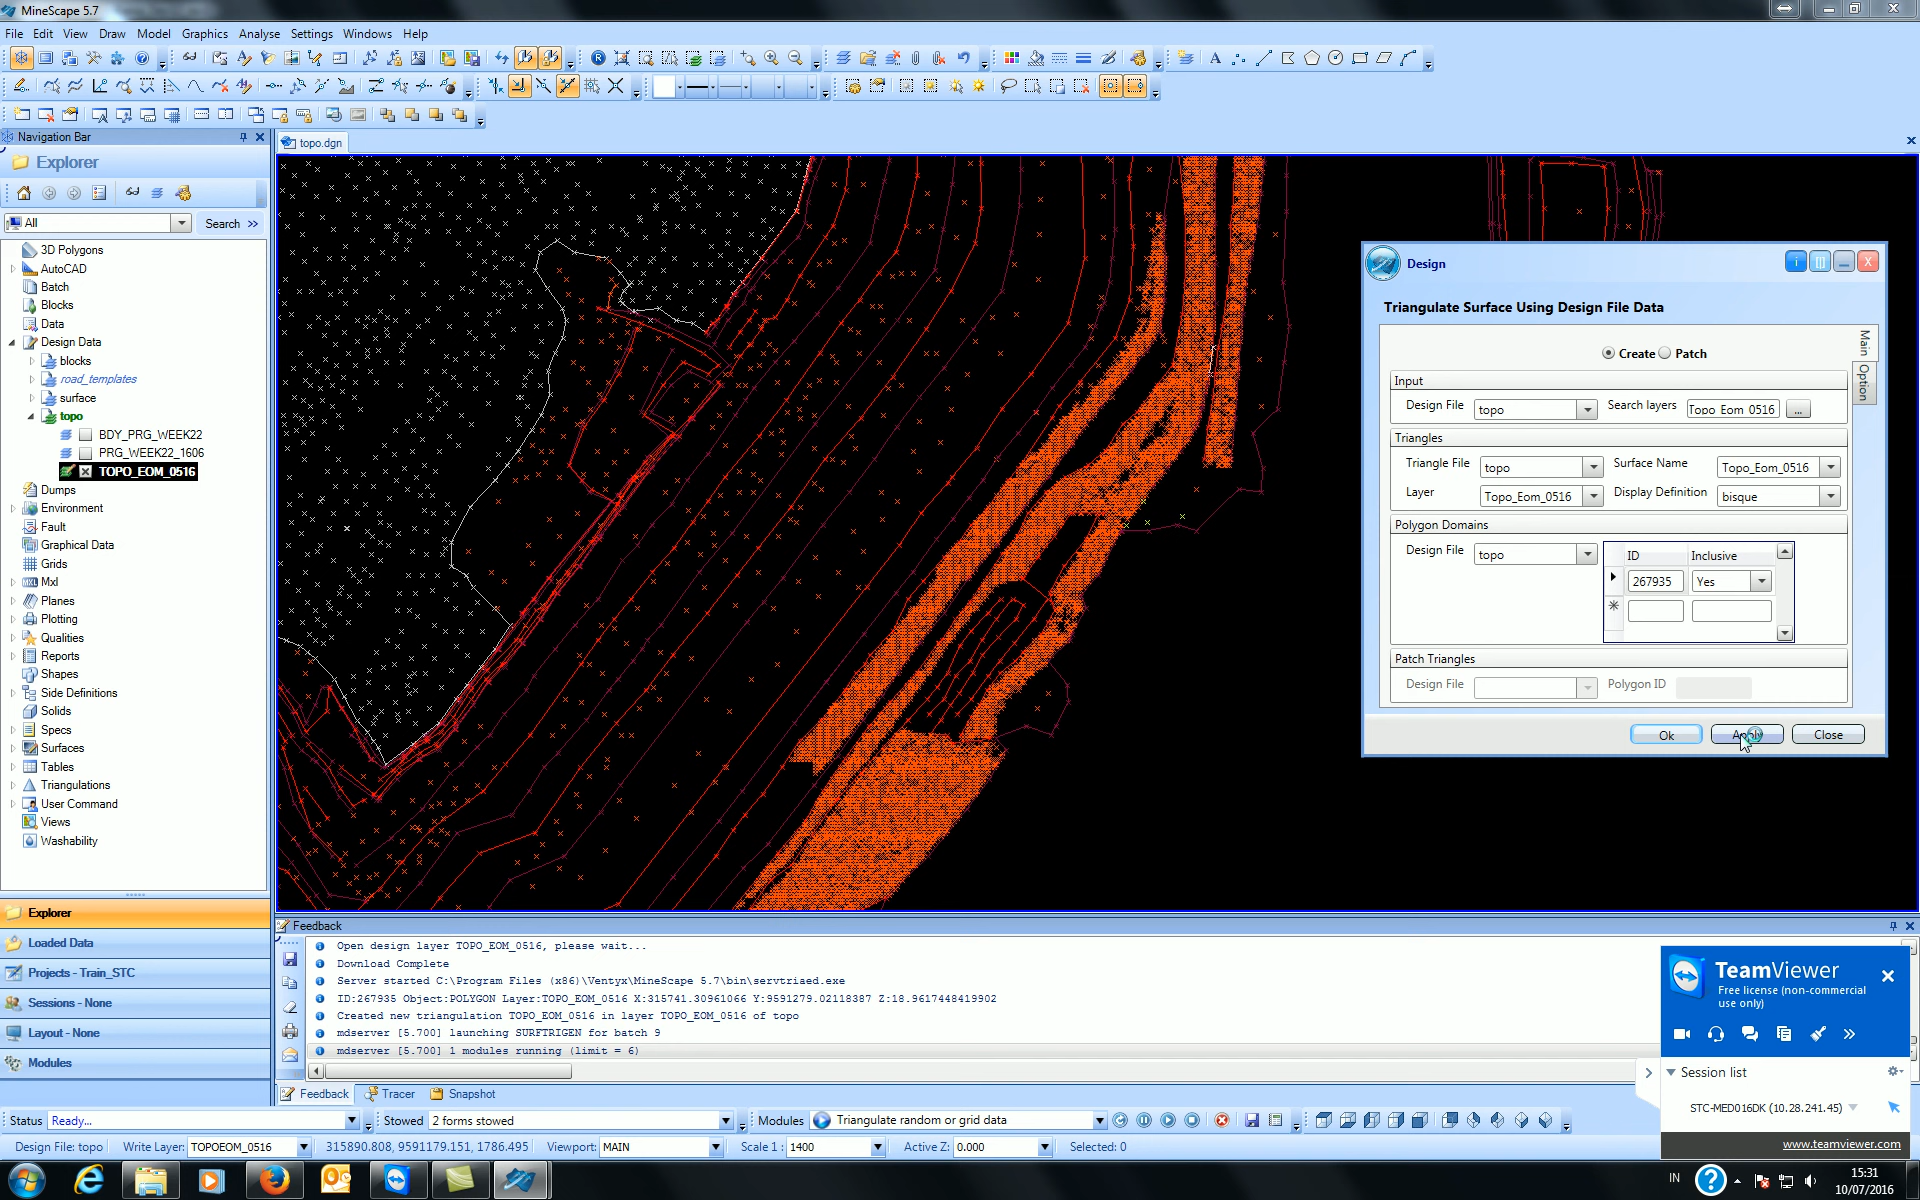 MineScape 5.7
File Edit View Draw Model Graphics Analyse Settings Windows Help
Navigation Bar
topo.dgn
Explorer
All
Search
3D Polygons
AutoCAD
Batch
Blocks
Data
Design Data
blocks
road_templates
surface
topo
BDY_PRG_WEEK22
PRG_WEEK22_1606
TOPO_EOM_0516
Dumps
Environment
Fault
Graphical Data
Grids
Mxl
Planes
Plotting
Qualities
Reports
Shapes
Side Definitions
Solids
Specs
Surfaces
Tables
Triangulations
User Command
Views
Washability
Explorer
Loaded Data
Projects - Train_STC
Sessions - None
Layout - None
Modules
Design
Triangulate Surface Using Design File Data
Create Patch
Main
Option
Input
Design File topo Search layers Topo_Eom_0516 ...
Triangles
Triangle File topo Surface Name Topo_Eom_0516
Layer Topo_Eom_0516 Display Definition bisque
Polygon Domains
Design File topo
ID Inclusive
267935 Yes
Patch Triangles
Design File Polygon ID
Ok Apply Close
Feedback
Open design layer TOPO_EOM_0516, please wait...
Download Complete
Server started C:\Program Files (x86)\Ventyx\MineScape 5.7\bin\servtriaed.exe
ID:267935 Object:POLYGON Layer:TOPO_EOM_0516 X:315741.30961066 Y:9591279.02118387 Z:18.9617448419902
Created new triangulation TOPO_EOM_0516 in layer TOPO_EOM_0516 of topo
mdserver [5.700] launching SURFTRIGEN for batch 9
mdserver [5.700] 1 modules running (limit = 6)
Feedback Tracer Snapshot
TeamViewer
Free license (non-commercial
use only)
Session list
STC-MED016DK (10.28.241.45)
www.teamviewer.com
Status Ready... Stowed 2 forms stowed Modules Triangulate random or grid data
Design File: topo Write Layer: TOPOEOM_0516 315890.808, 9591179.151, 1786.495 Viewport: MAIN Scale 1 : 1400 Active Z: 0.000 Selected: 0
IN
15:31
10/07/2016